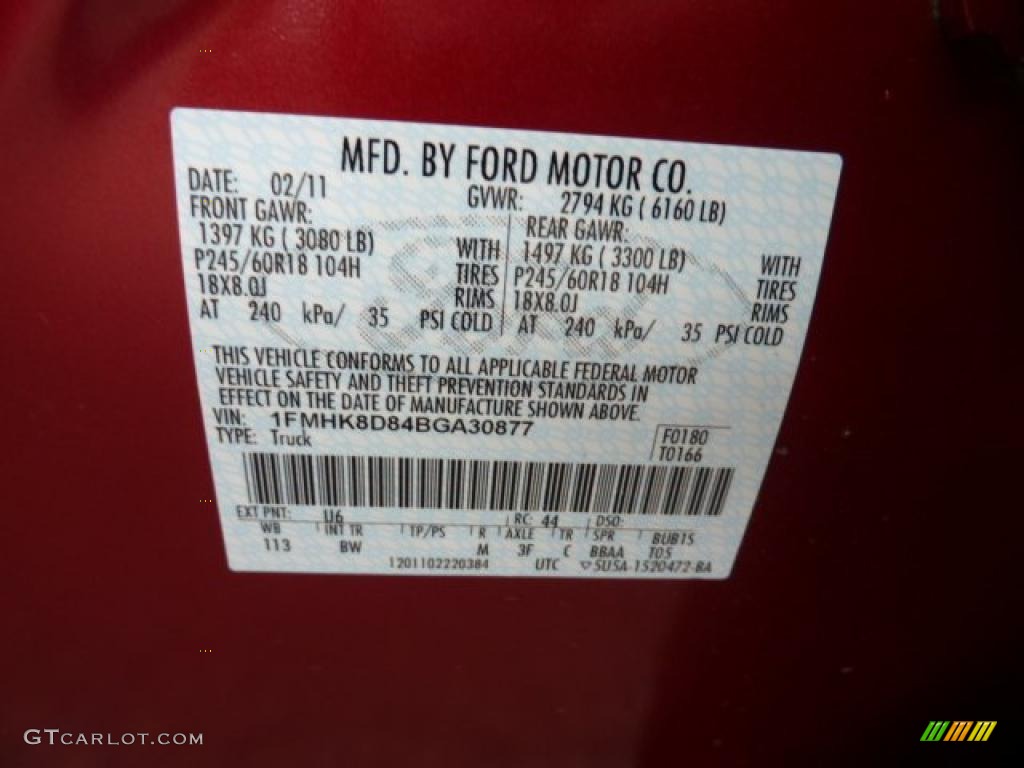 MFD. BY FORD MOTOR CO.
DATE: 02/11 GVWR: 2794 KG ( 6160 LB)
FRONT GAWR: REAR GAWR:
1397 KG ( 3080 LB) WITH 1497 KG ( 3300 LB) WITH
P245/60R18 104H TIRES P245/60R18 104H TIRES
18X8.0J RIMS 18X8.0J RIMS
AT 240 kPa/ 35 PSI COLD AT 240 kPa/ 35 PSI COLD
THIS VEHICLE CONFORMS TO ALL APPLICABLE FEDERAL MOTOR
VEHICLE SAFETY AND THEFT PREVENTION STANDARDS IN
EFFECT ON THE DATE OF MANUFACTURE SHOWN ABOVE.
VIN: 1FMHK8D84BGA30877
TYPE: Truck F0180
T0166
EXT PNT: U6 RC: 44 DSO:
WB INT TR TP/PS R AXLE TR SPR BUB15
113 BW M 3F C BBAA T05
1201102220384 UTC ▽5U5A-1520472-BA
GTCARLOT.COM